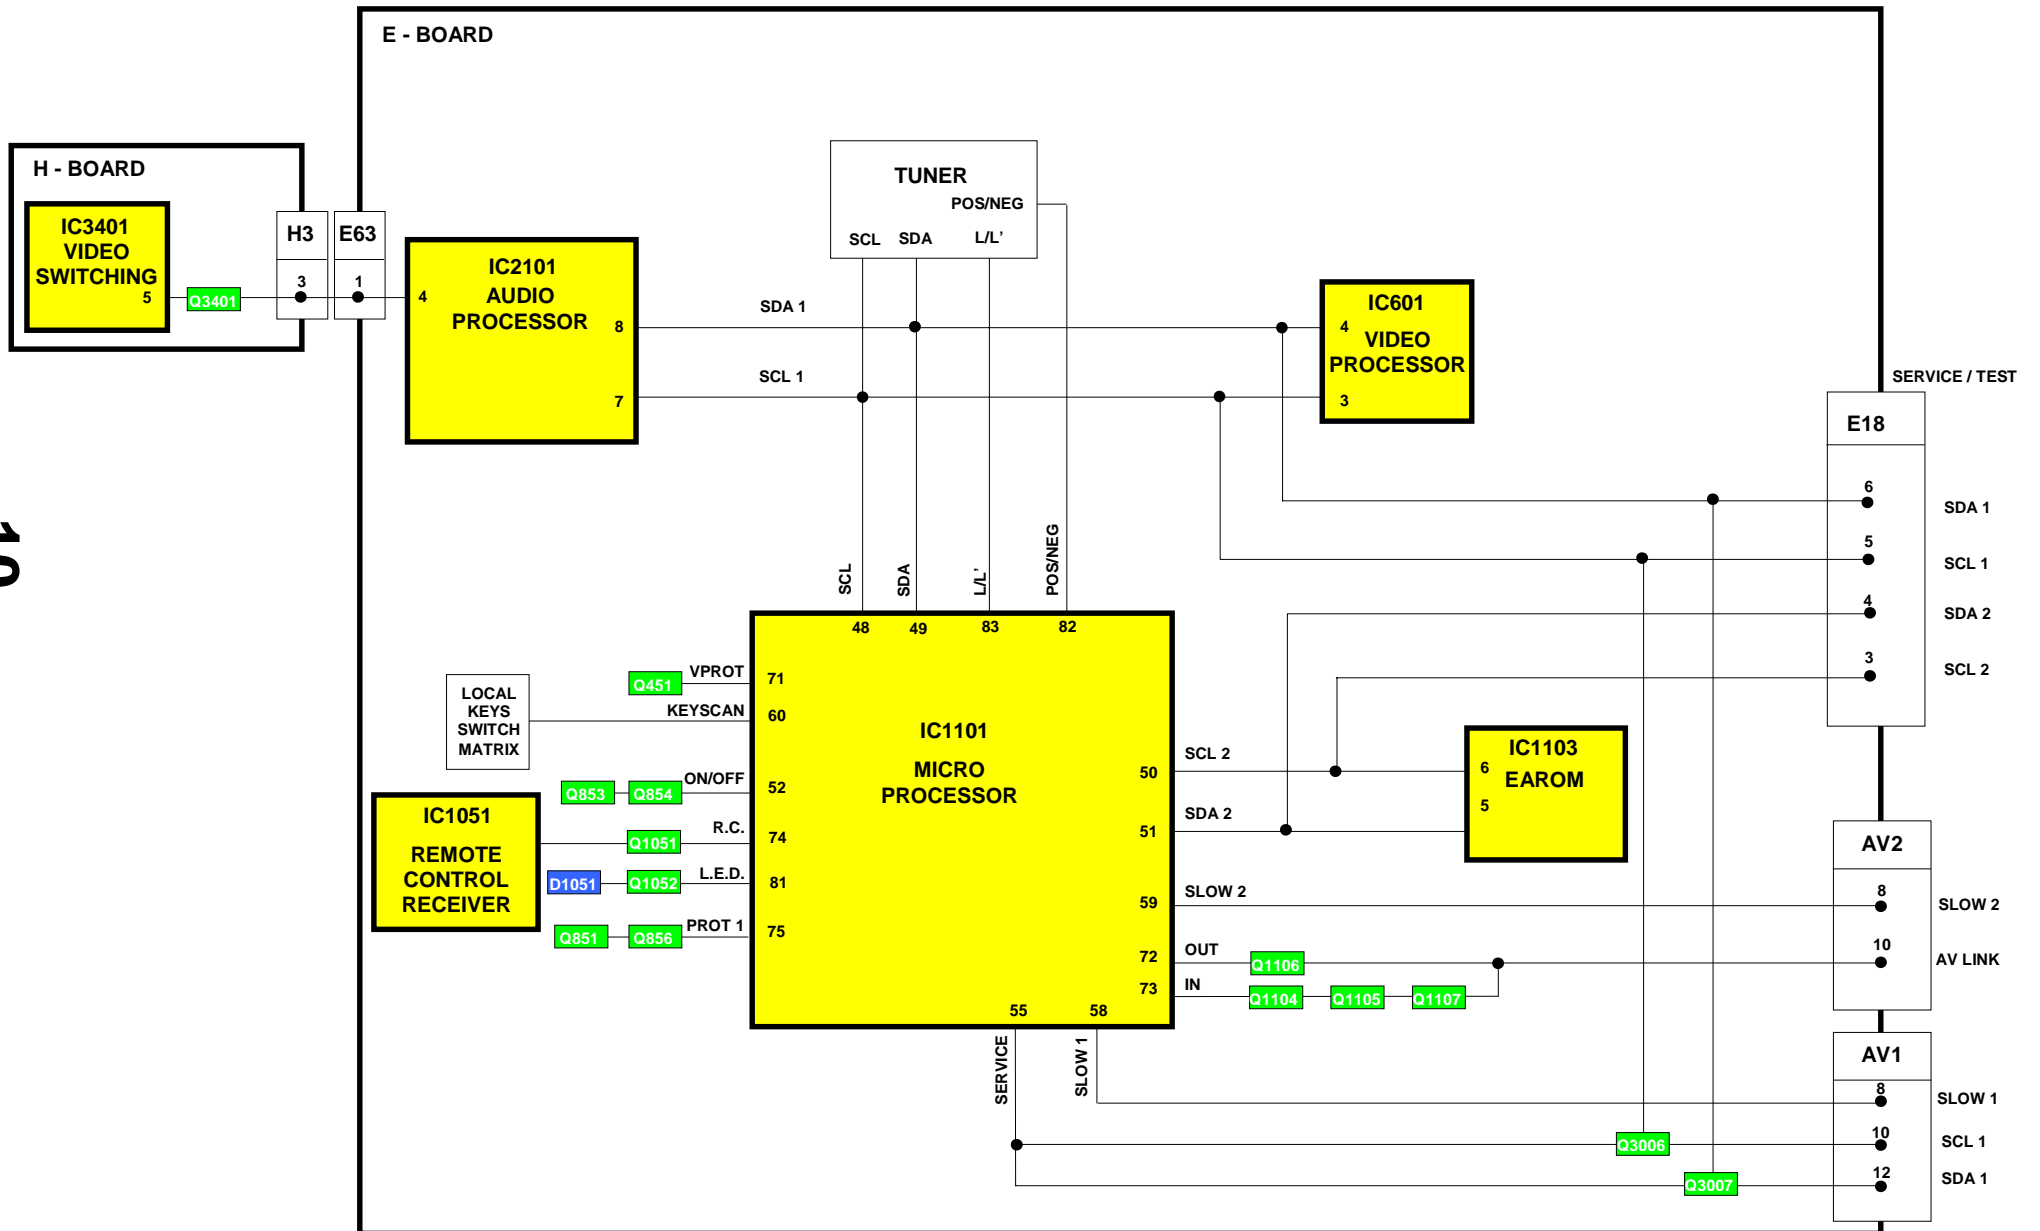 E - BOARD
H - BOARD
IC3401
VIDEO
SWITCHING
5
Q3401
H3
3
E63
1
IC2101
AUDIO
PROCESSOR
4
8
7
TUNER
POS/NEG
SCL SDA L/L'
SDA 1
SCL 1
IC601
4
VIDEO
PROCESSOR
3
SERVICE / TEST
E18
6
SDA 1
5
SCL 1
4
SDA 2
3
SCL 2
10
SCL
SDA
L/L'
POS/NEG
48 49 83 82
IC1101
MICRO
PROCESSOR
Q451 VPROT 71
LOCAL
KEYS
SWITCH
MATRIX
KEYSCAN 60
Q853 Q854 ON/OFF 52
IC1051
REMOTE
CONTROL
RECEIVER
Q1051 R.C. 74
D1051 Q1052 L.E.D. 81
Q851 Q856 PROT 1 75
50 SCL 2
51 SDA 2
IC1103
6 EAROM
5
59 SLOW 2
72 OUT Q1106
73 IN Q1104 Q1105 Q1107
55 58
SERVICE
SLOW 1
AV2
8
SLOW 2
10
AV LINK
AV1
8
SLOW 1
10
SCL 1
12
SDA 1
Q3006
Q3007